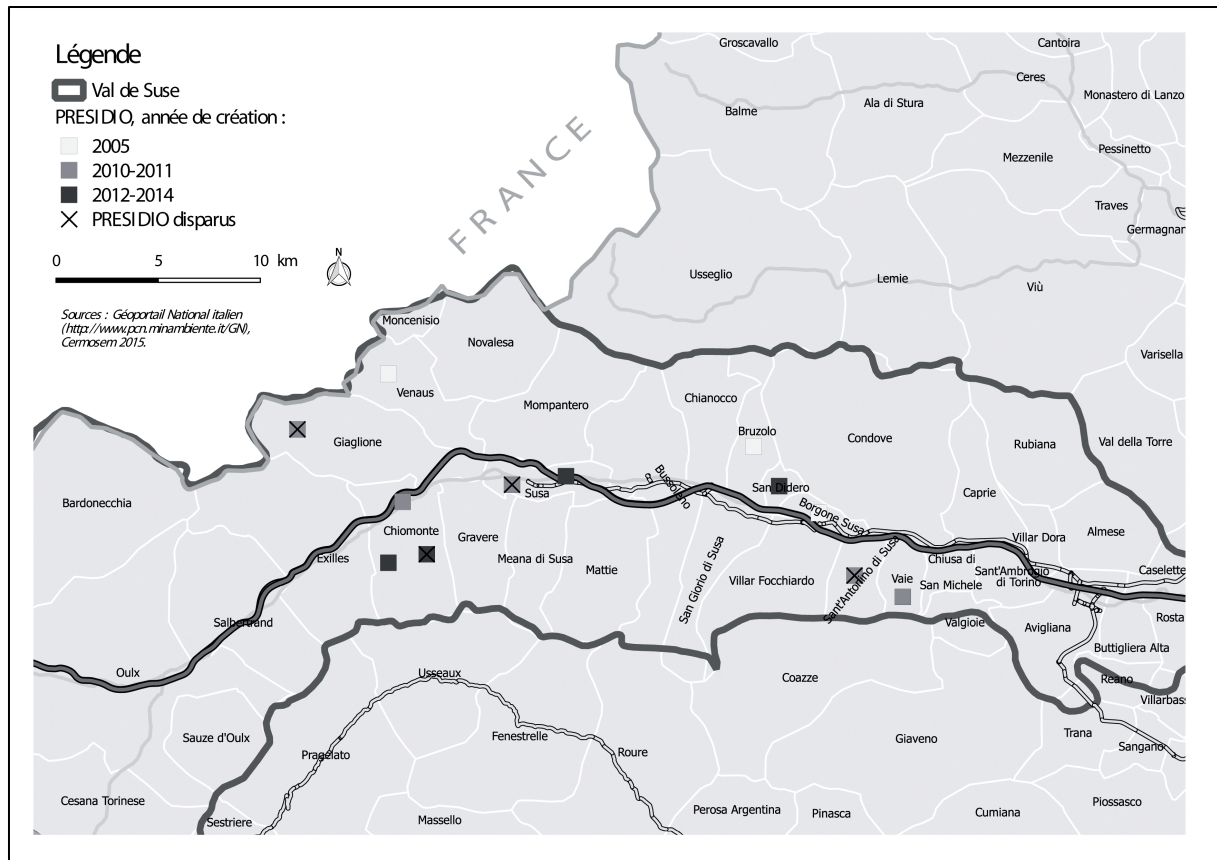 Légende
Val de Suse
PRESIDIO, année de création :
2005
2010-2011
2012-2014
PRESIDIO disparus
0 5 10 km
N
Sources : Géoportail National italien
(http://www.pcn.minambiente.it/GN),
Cermosem 2015.
FRANCE
Groscavallo
Cantoira
Ceres
Monastero di Lanzo
Balme
Ala di Stura
Mezzenile
Pessinetto
Traves
Germagnan
Usseglio
Lemie
Viù
Moncenisio
Novalesa
Varisella
Venaus
Mompantero
Chianocco
Giaglione
Bruzolo
Condove
Rubiana
Val della Torre
Bardonecchia
Susa
Bussoleno
San Didero
Caprie
Borgone Susa
Almese
Chiomonte
Gravere
Villar Dora
Exilles
Meana di Susa
Mattie
San Giorio di Susa
Villar Focchiardo
Sant'Antonino di Susa
Vaie
Chiusa di
San Michele
Sant'Ambrogio
di Torino
Caselette
Salbertrand
Valgioie
Avigliana
Rosta
Buttigliera Alta
Oulx
Usseaux
Coazze
Reano
Villarbas
Sauze d'Oulx
Pragelato
Fenestrelle
Roure
Giaveno
Trana
Sangano
Cesana Torinese
Sestriere
Massello
Perosa Argentina
Pinasca
Cumiana
Piossasco